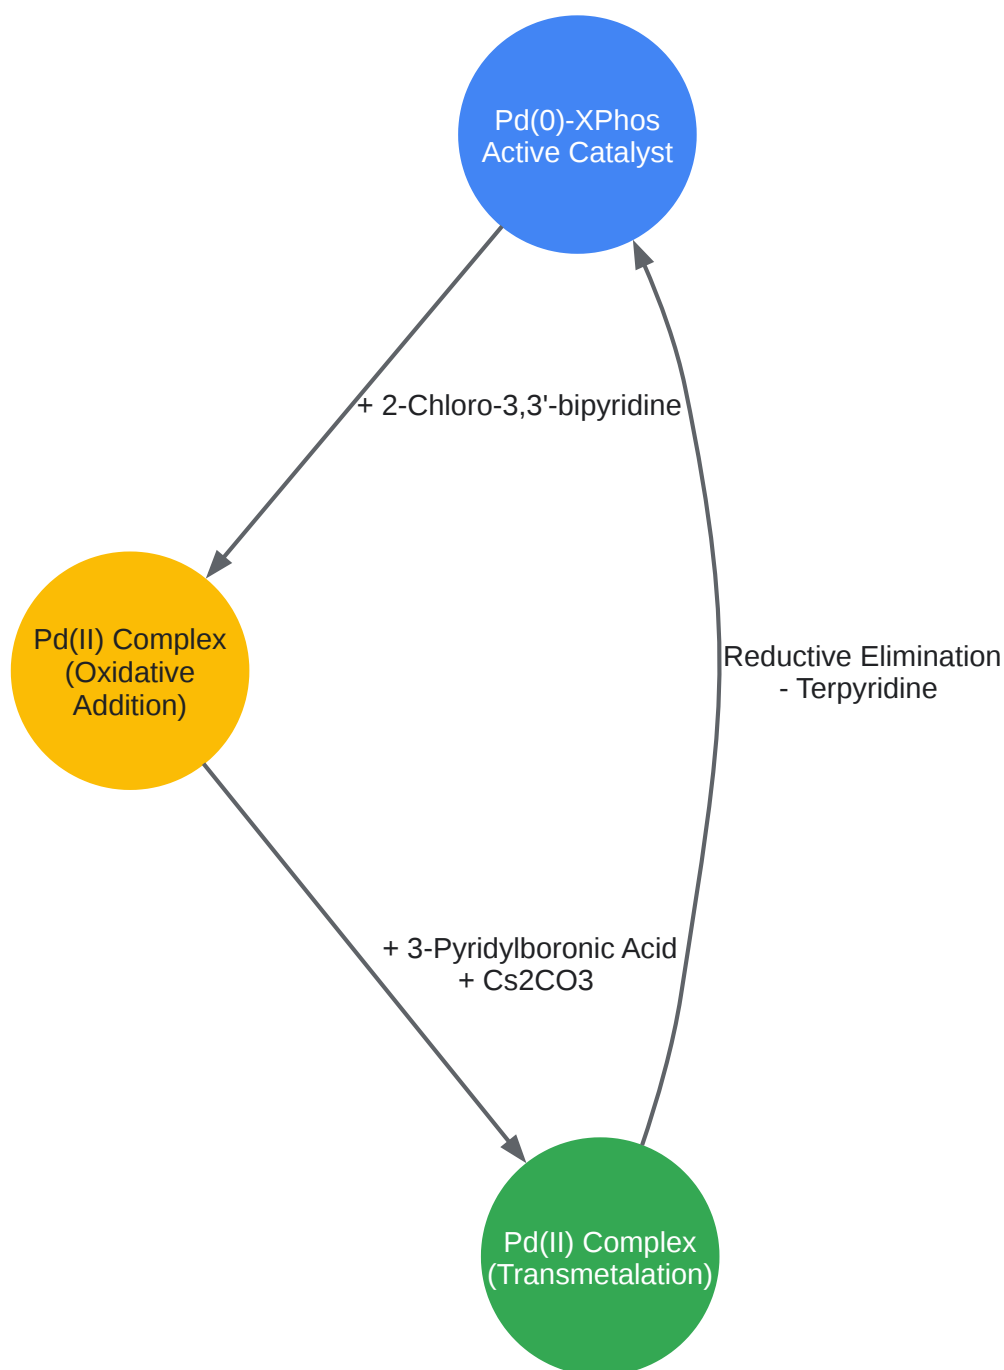 Pd(0)-XPhos
Active Catalyst
+ 2-Chloro-3,3'-bipyridine
Pd(II) Complex
(Oxidative
Addition)
Reductive Elimination
- Terpyridine
+ 3-Pyridylboronic Acid
+ Cs2CO3
Pd(II) Complex
(Transmetalation)